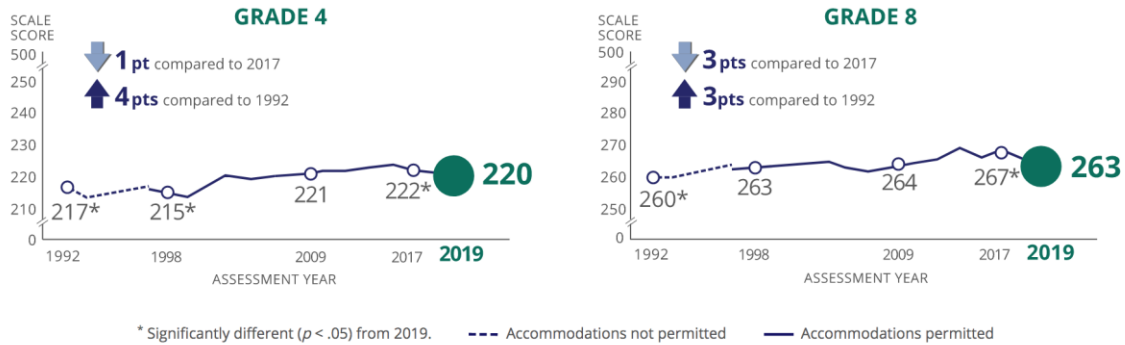 GRADE 4
SCALE
SCORE
500
250
240
230
220
210
0
1 pt compared to 2017
4 pts compared to 1992
217*
215*
221
222*
220
1992
1998
2009
2017
2019
ASSESSMENT YEAR
GRADE 8
SCALE
SCORE
500
290
280
270
260
250
0
3 pts compared to 2017
3pts compared to 1992
260*
263
264
267*
263
1992
1998
2009
2017
2019
ASSESSMENT YEAR
* Significantly different (p < .05) from 2019.
Accommodations not permitted
Accommodations permitted